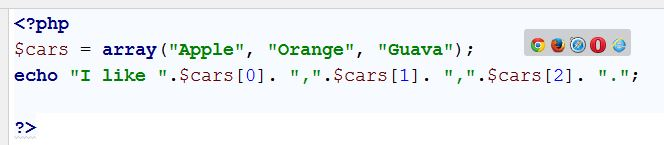 <?php
$cars = array("Apple", "Orange", "Guava");
echo "I like ".$cars[0]. ",".$cars[1]. ",".$cars[2]. ".";
?>